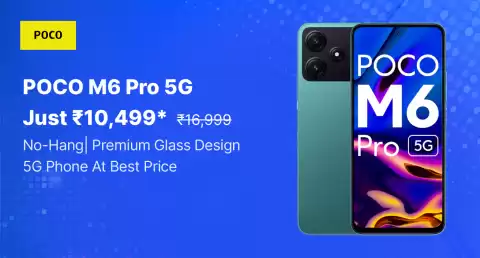 POCO
POCO M6 Pro 5G
Just ₹10,499* ₹16,999
No-Hang| Premium Glass Design
5G Phone At Best Price
POCO
M6
Pro 5G